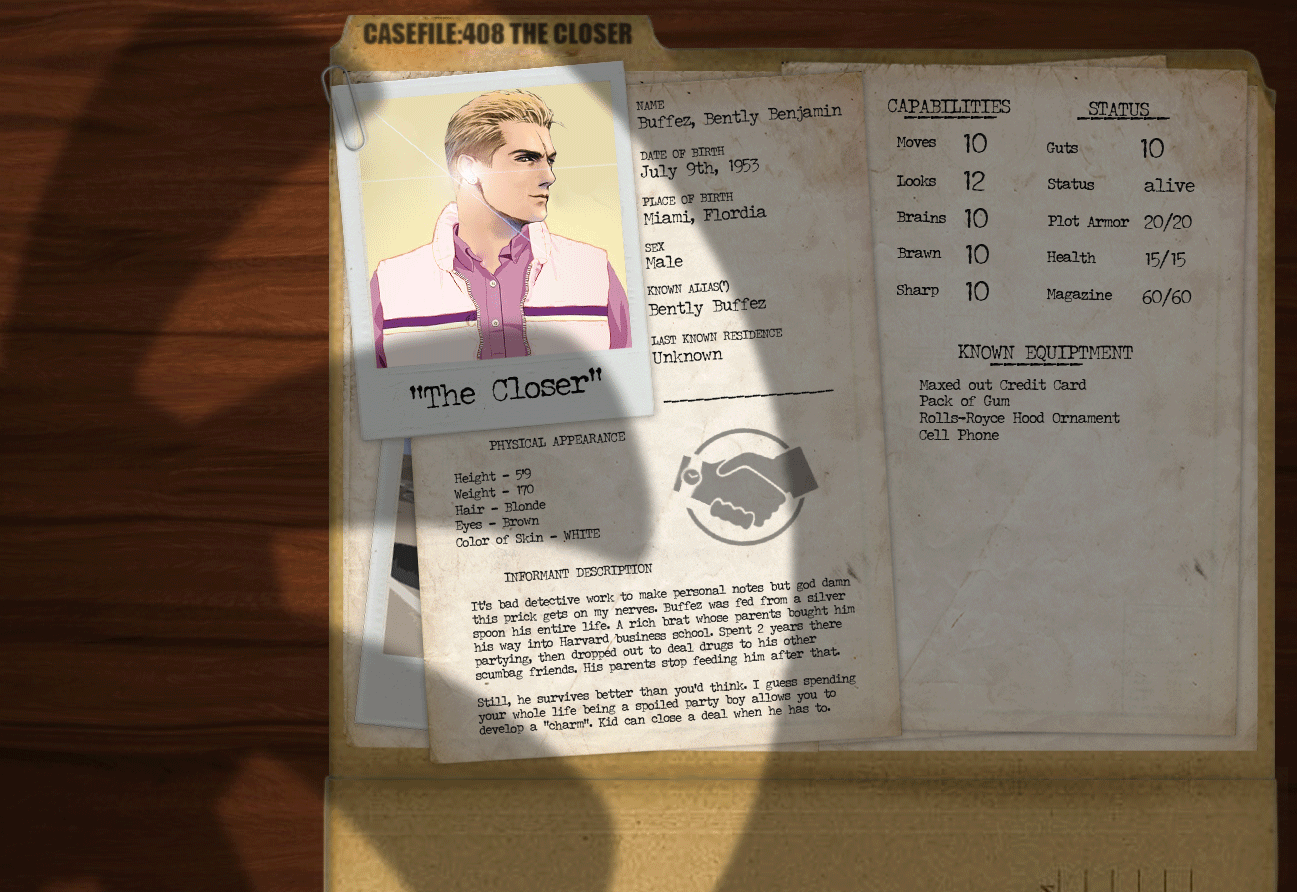 CASEFILE:408 THE CLOSER
"The Closer"
NAME
Buffez, Bently Benjamin
DATE OF BIRTH
July 9th, 1953
PLACE OF BIRTH
Miami, Flordia
SEX
Male
KNOWN ALIAS(')
Bently Buffez
LAST KNOWN RESIDENCE
Unknown
PHYSICAL APPEARANCE
Height - 5'9
Weight - 170
Hair - Blonde
Eyes - Brown
Color of Skin - WHITE
INFORMANT DESCRIPTION
It's bad detective work to make personal notes but god damn
this prick gets on my nerves. Buffez was fed from a silver
spoon his entire life. A rich brat whose parents bought him
his way into Harvard business school. Spent 2 years there
partying, then dropped out to deal drugs to his other
scumbag friends. His parents stop feeding him after that.
Still, he survives better than you'd think. I guess spending
your whole life being a spoiled party boy allows you to
develop a "charm". Kid can close a deal when he has to.
CAPABILITIES
Moves 10
Looks 12
Brains 10
Brawn 10
Sharp 10
STATUS
Guts 10
Status alive
Plot Armor 20/20
Health 15/15
Magazine 60/60
KNOWN EQUIPTMENT
Maxed out Credit Card
Pack of Gum
Rolls-Royce Hood Ornament
Cell Phone